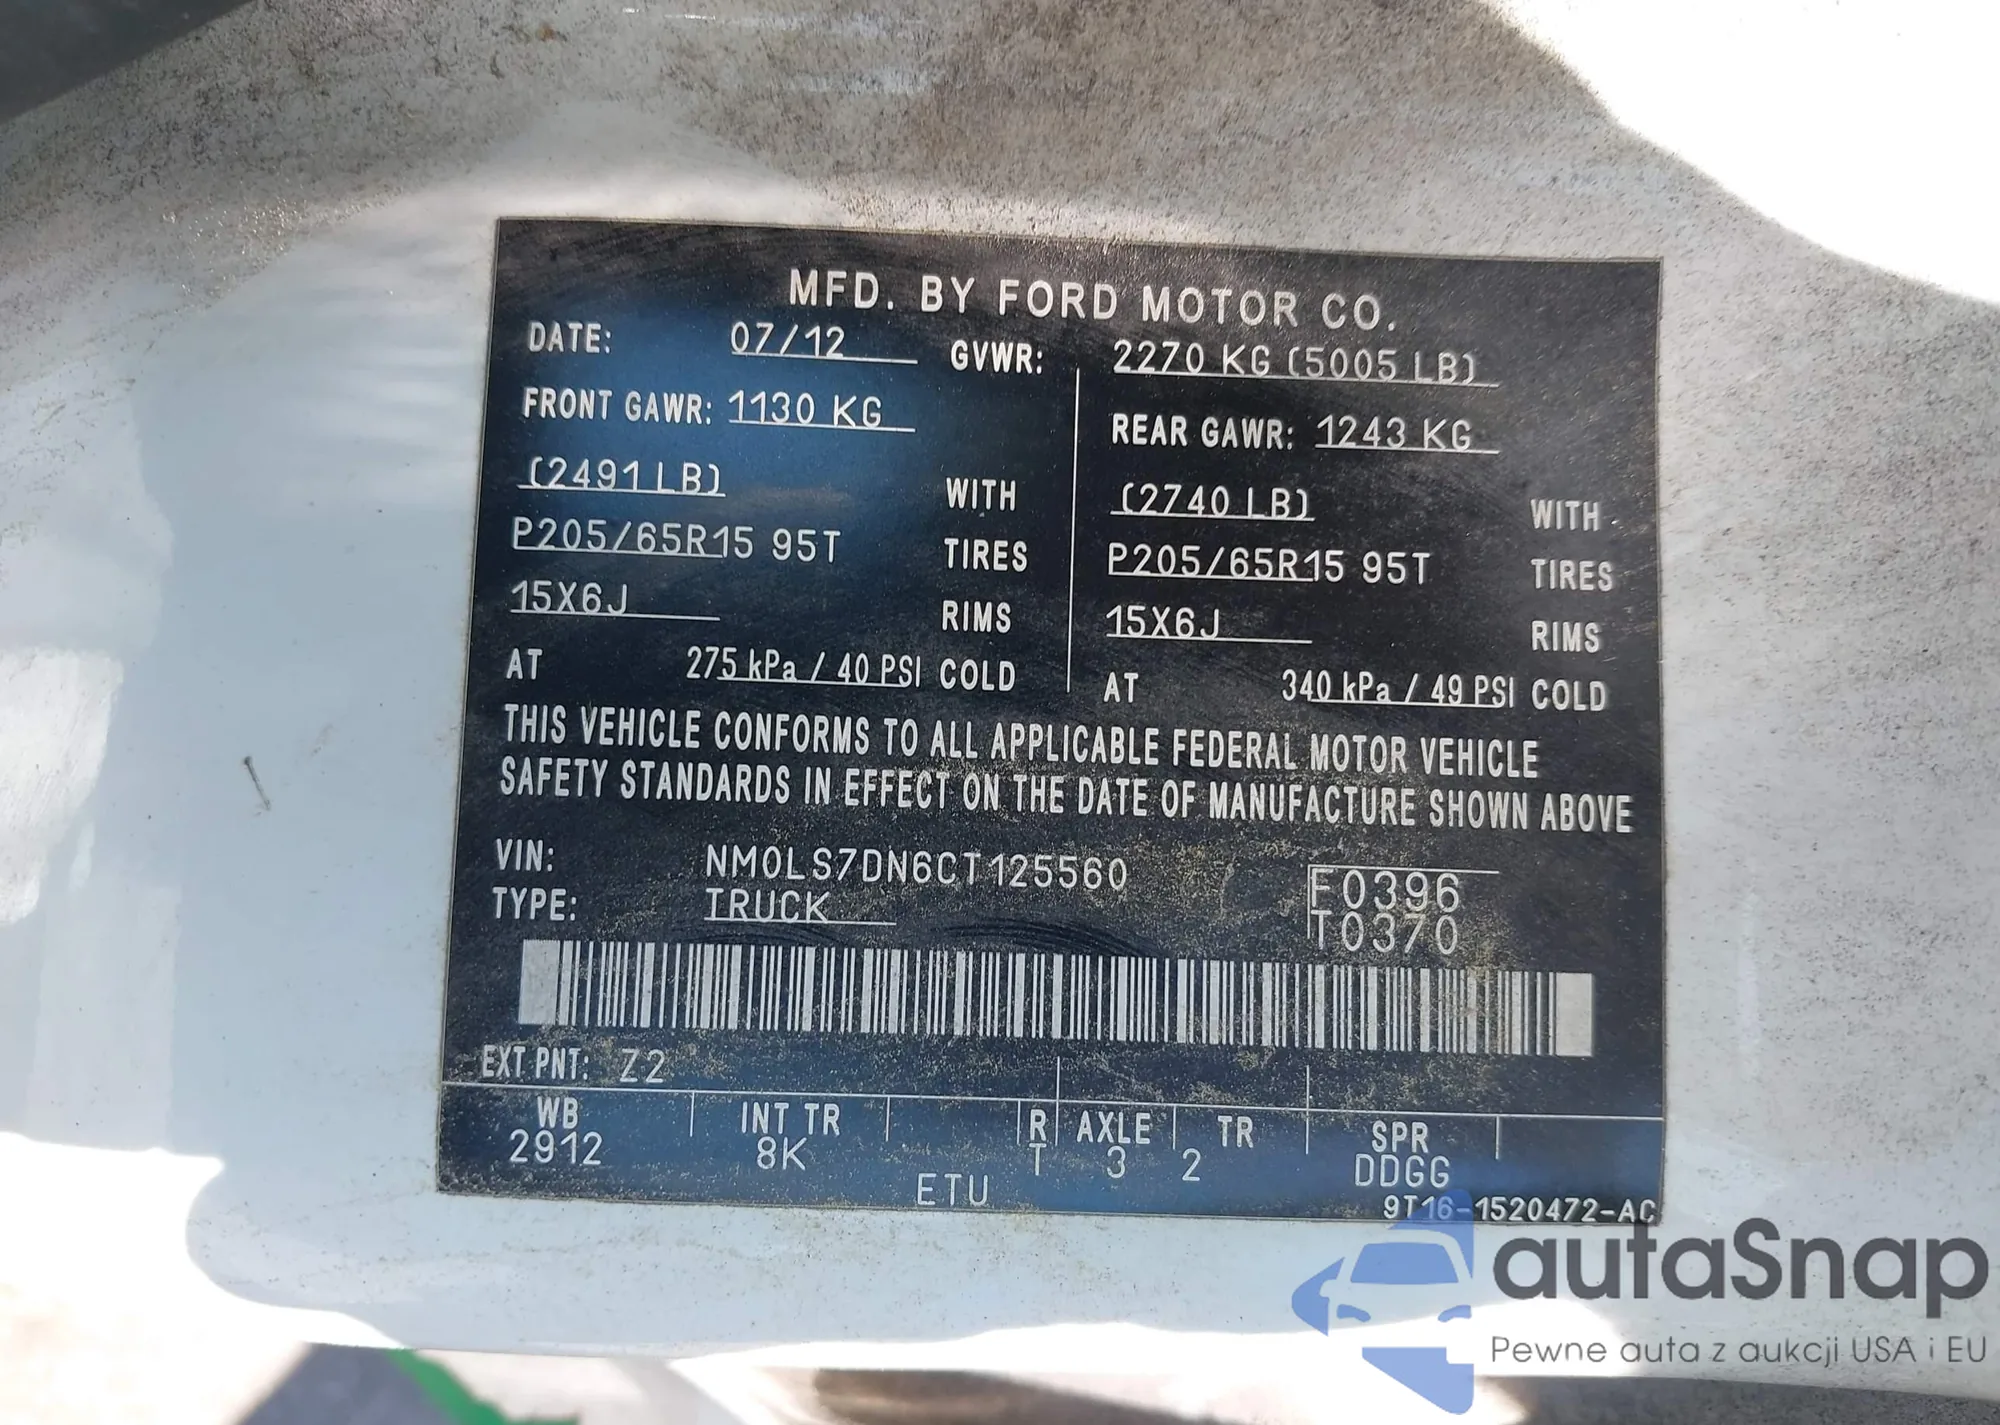 MFD. BY FORD MOTOR CO.
DATE: 07/12 GVWR: 2270 KG (5005 LB)
FRONT GAWR: 1130 KG REAR GAWR: 1243 KG
(2491 LB) WITH (2740 LB) WITH
P205/65R15 95T TIRES P205/65R15 95T TIRES
15X6J RIMS 15X6J RIMS
AT 275 kPa / 40 PSI COLD AT 340 kPa / 49 PSI COLD
THIS VEHICLE CONFORMS TO ALL APPLICABLE FEDERAL MOTOR VEHICLE
SAFETY STANDARDS IN EFFECT ON THE DATE OF MANUFACTURE SHOWN ABOVE
VIN: NM0LS7DN6CT125560 F0396
TYPE: TRUCK T0370
EXT PNT: Z2
WB INT TR R AXLE TR SPR
2912 8K T 3 2 DDGG
ETU 9T16-1520472-AC
autaSnap
Pewne auta z aukcji USA i EU